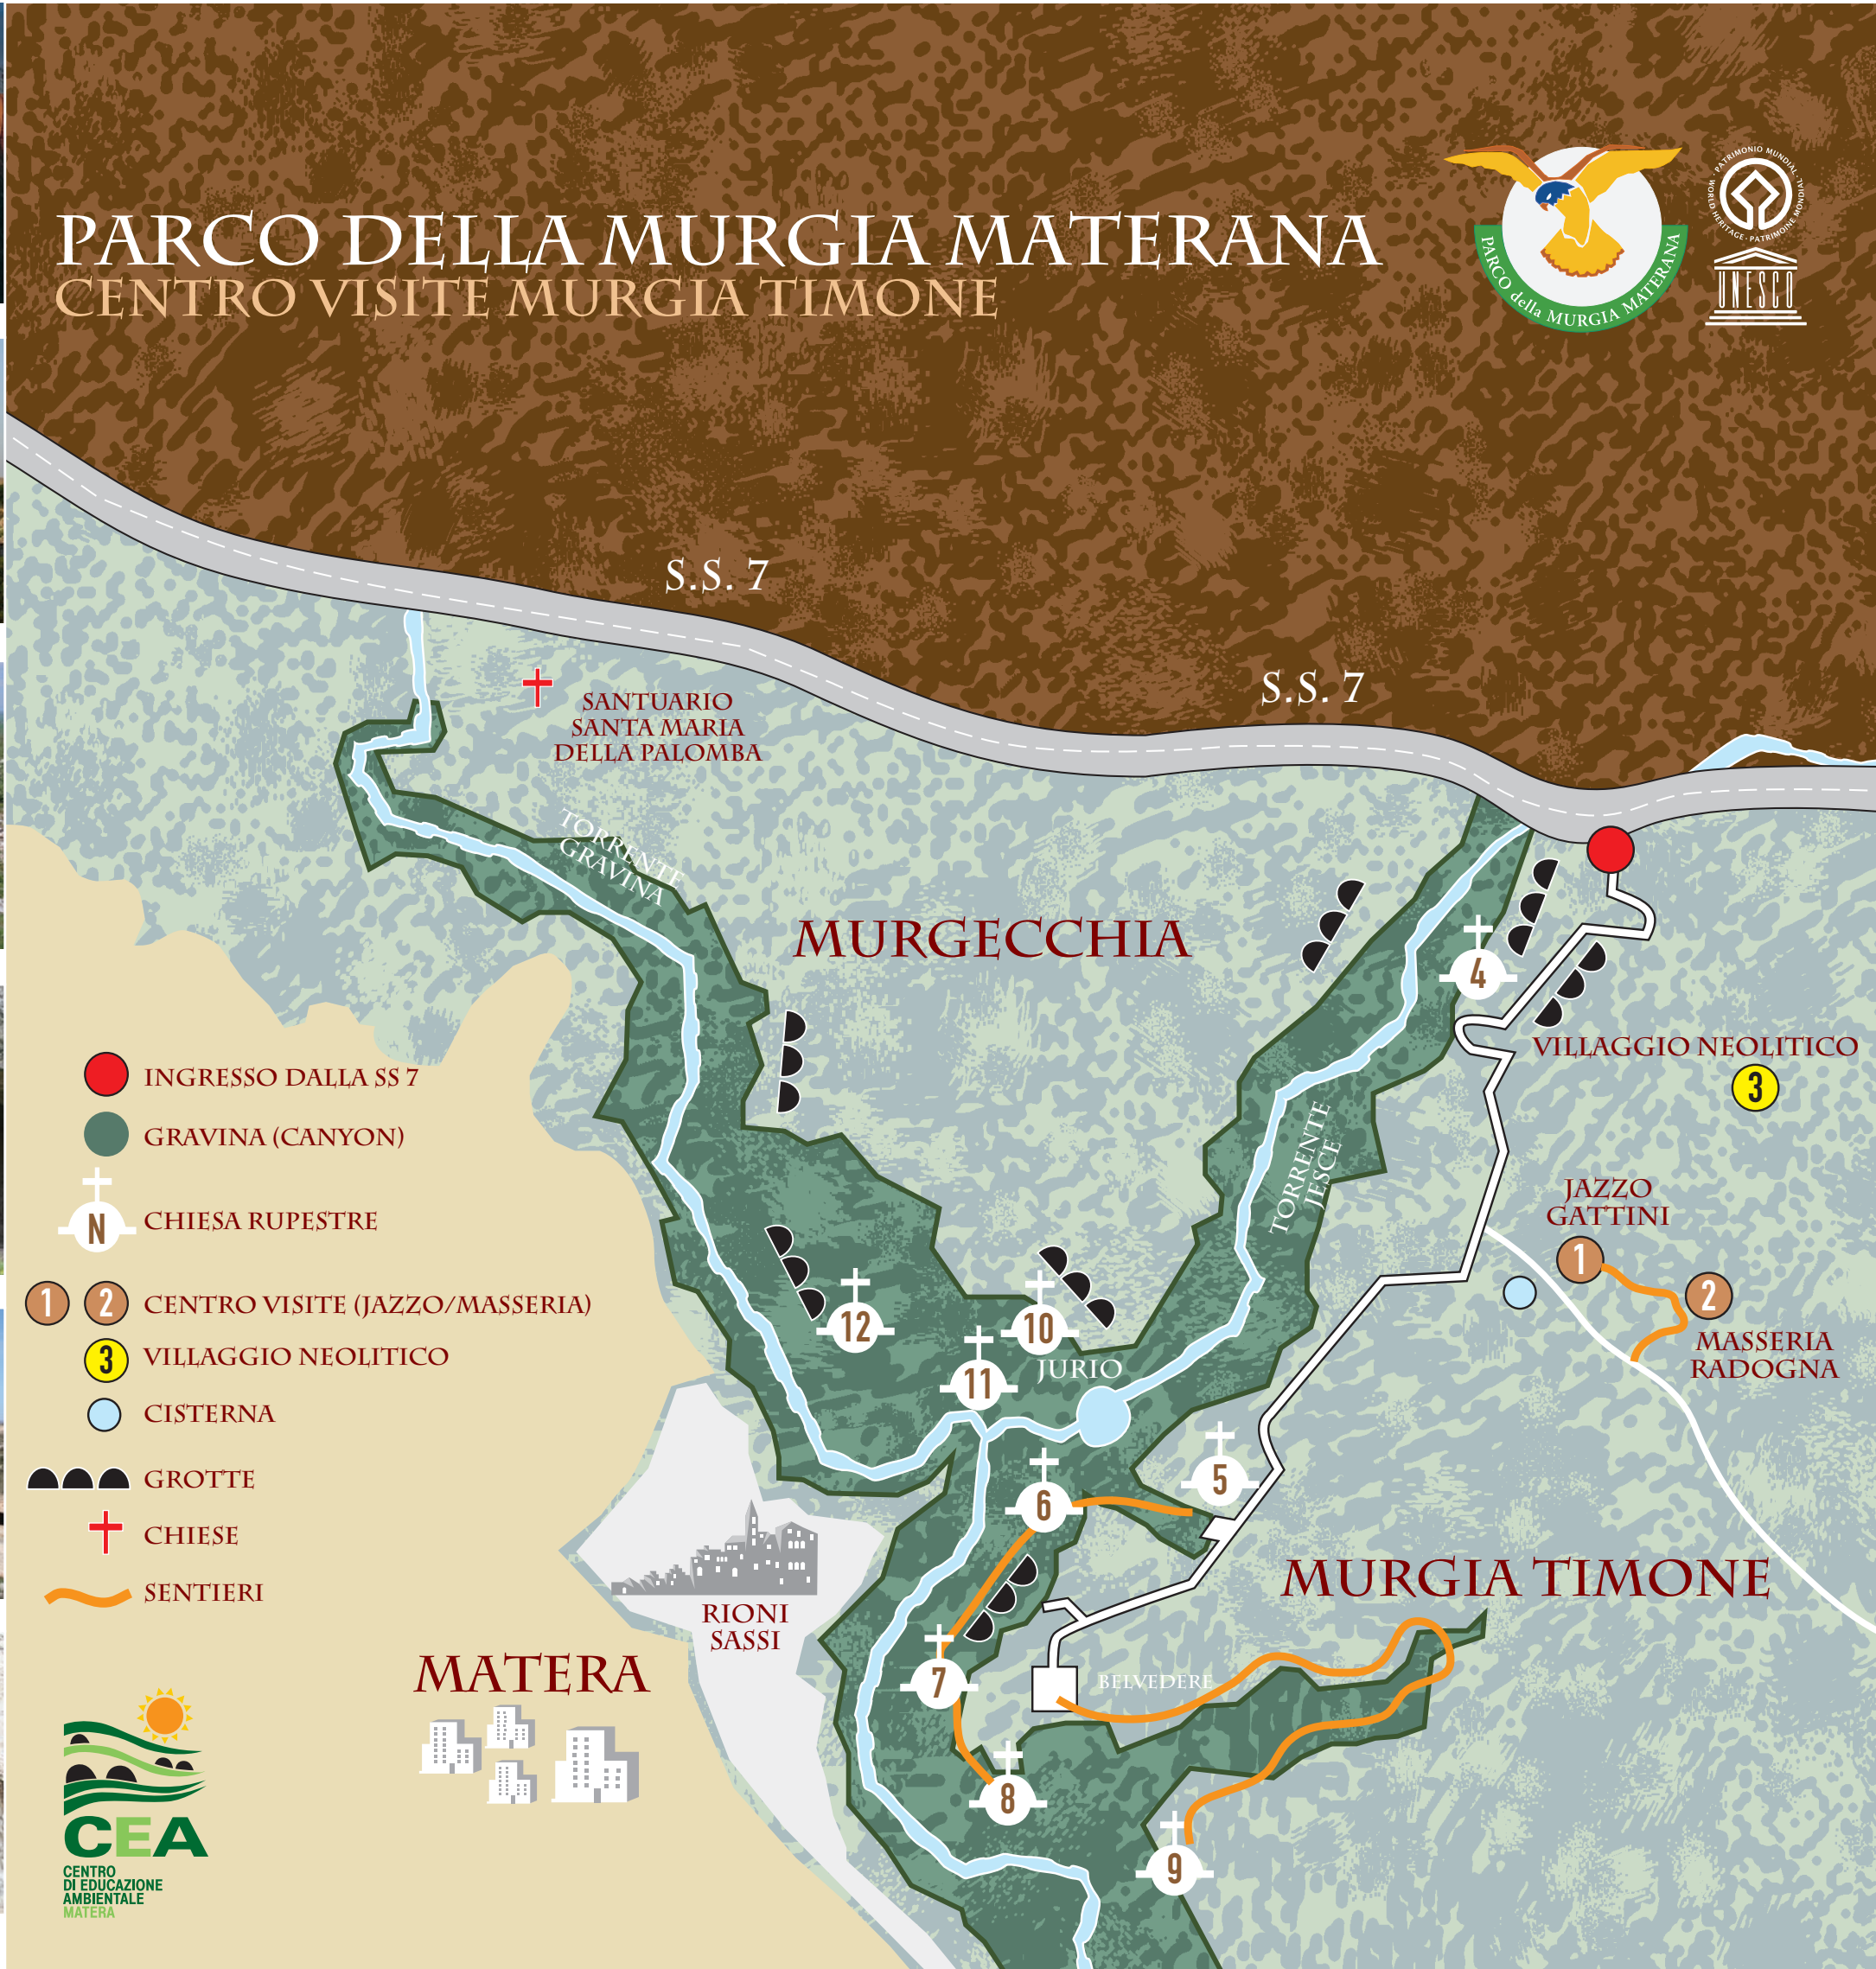 PARCO DELLA MURGIA MATERANA
CENTRO VISITE MURGIA TIMONE
PARCO della MURGIA MATERANA
WORLD HERITAGE · PATRIMOINE MONDIAL · PATRIMONIO MUNDIAL
UNESCO
S.S. 7
S.S. 7
SANTUARIO
SANTA MARIA
DELLA PALOMBA
TORRENTE
GRAVINA
MURGECCHIA
4
VILLAGGIO NEOLITICO
3
INGRESSO DALLA SS 7
GRAVINA (CANYON)
N
CHIESA RUPESTRE
1
2
CENTRO VISITE (JAZZO/MASSERIA)
3
VILLAGGIO NEOLITICO
CISTERNA
GROTTE
CHIESE
SENTIERI
TORRENTE
JESCE
JAZZO
GATTINI
1
2
MASSERIA
RADOGNA
12
10
11
JURIO
5
6
MURGIA TIMONE
RIONI
SASSI
MATERA
7
BELVEDERE
8
9
CEA
CENTRO
DI EDUCAZIONE
AMBIENTALE
MATERA